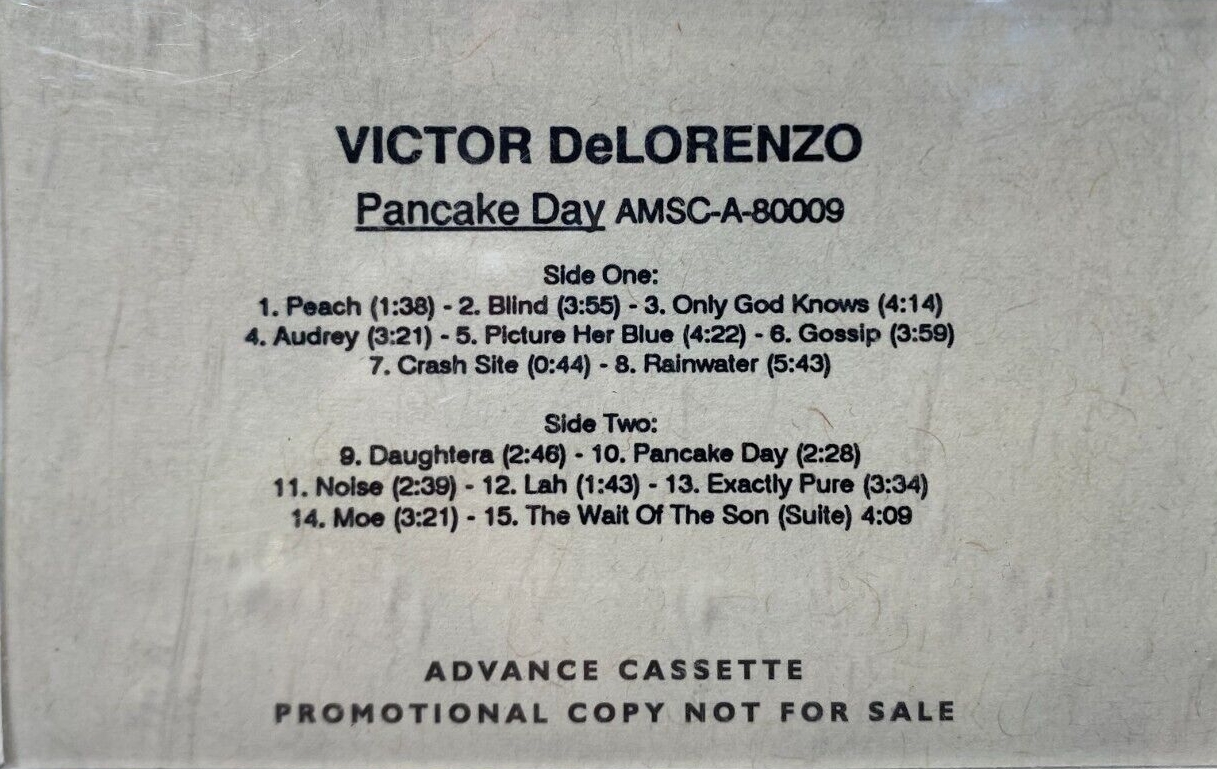 VICTOR DeLORENZO
Pancake Day AMSC-A-80009
Side One:
1. Peach (1:38) - 2. Blind (3:55) - 3. Only God Knows (4:14)
4. Audrey (3:21) - 5. Picture Her Blue (4:22) - 6. Gossip (3:59)
7. Crash Site (0:44) - 8. Rainwater (5:43)
Side Two:
9. Daughtera (2:46) - 10. Pancake Day (2:28)
11. Noise (2:39) - 12. Lah (1:43) - 13. Exactly Pure (3:34)
14. Moe (3:21) - 15. The Wait Of The Son (Suite) 4:09
ADVANCE CASSETTE
PROMOTIONAL COPY NOT FOR SALE